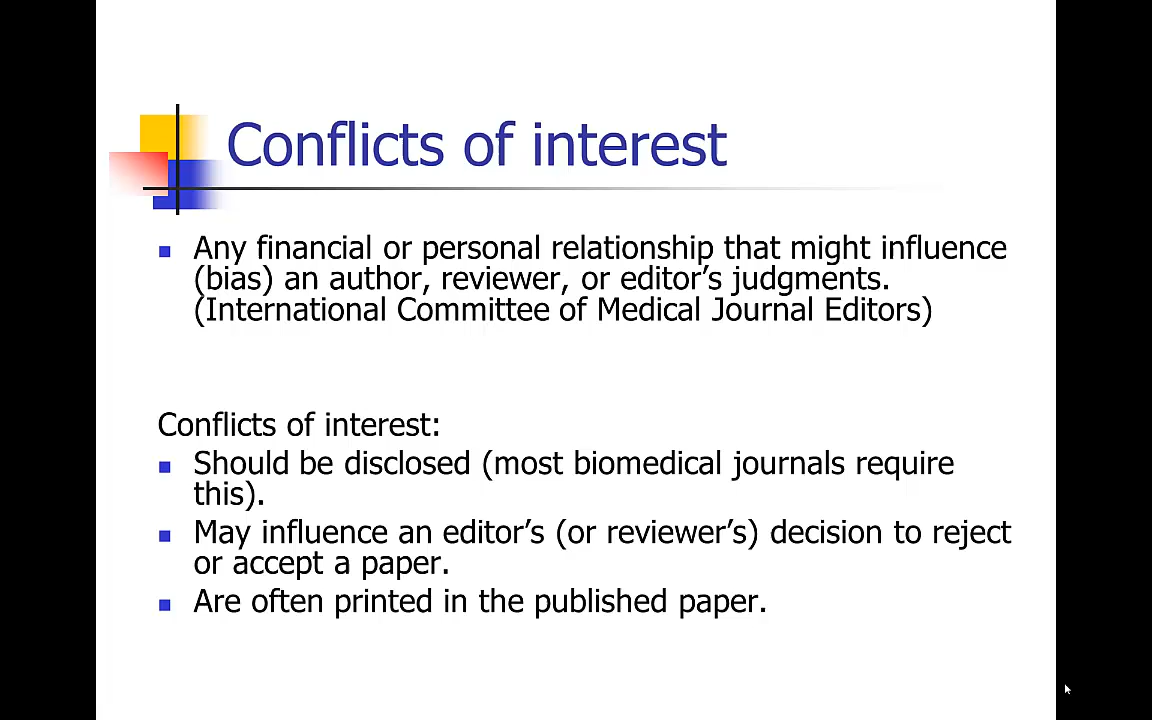 Conflicts of interest
Any financial or personal relationship that might influence
(bias) an author, reviewer, or editor’s judgments.
(International Committee of Medical Journal Editors)
Conflicts of interest:
Should be disclosed (most biomedical journals require
this).
May influence an editor’s (or reviewer’s) decision to reject
or accept a paper.
Are often printed in the published paper.